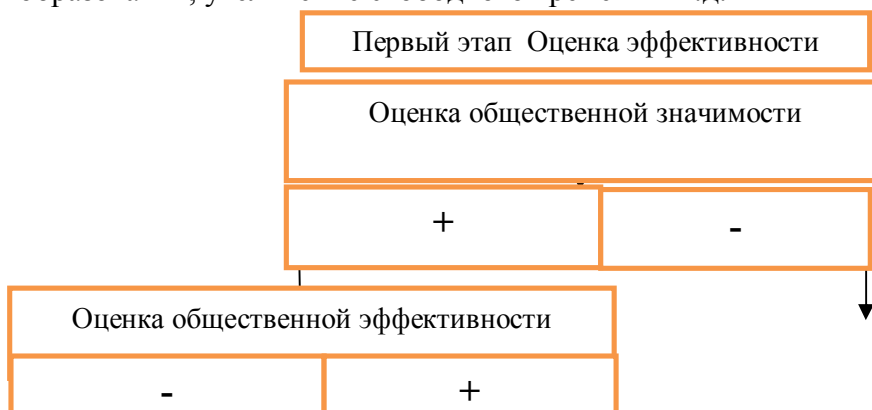 Первый этап Оценка эффективности
Оценка общественной значимости
+ -
Оценка общественной эффективности
- +